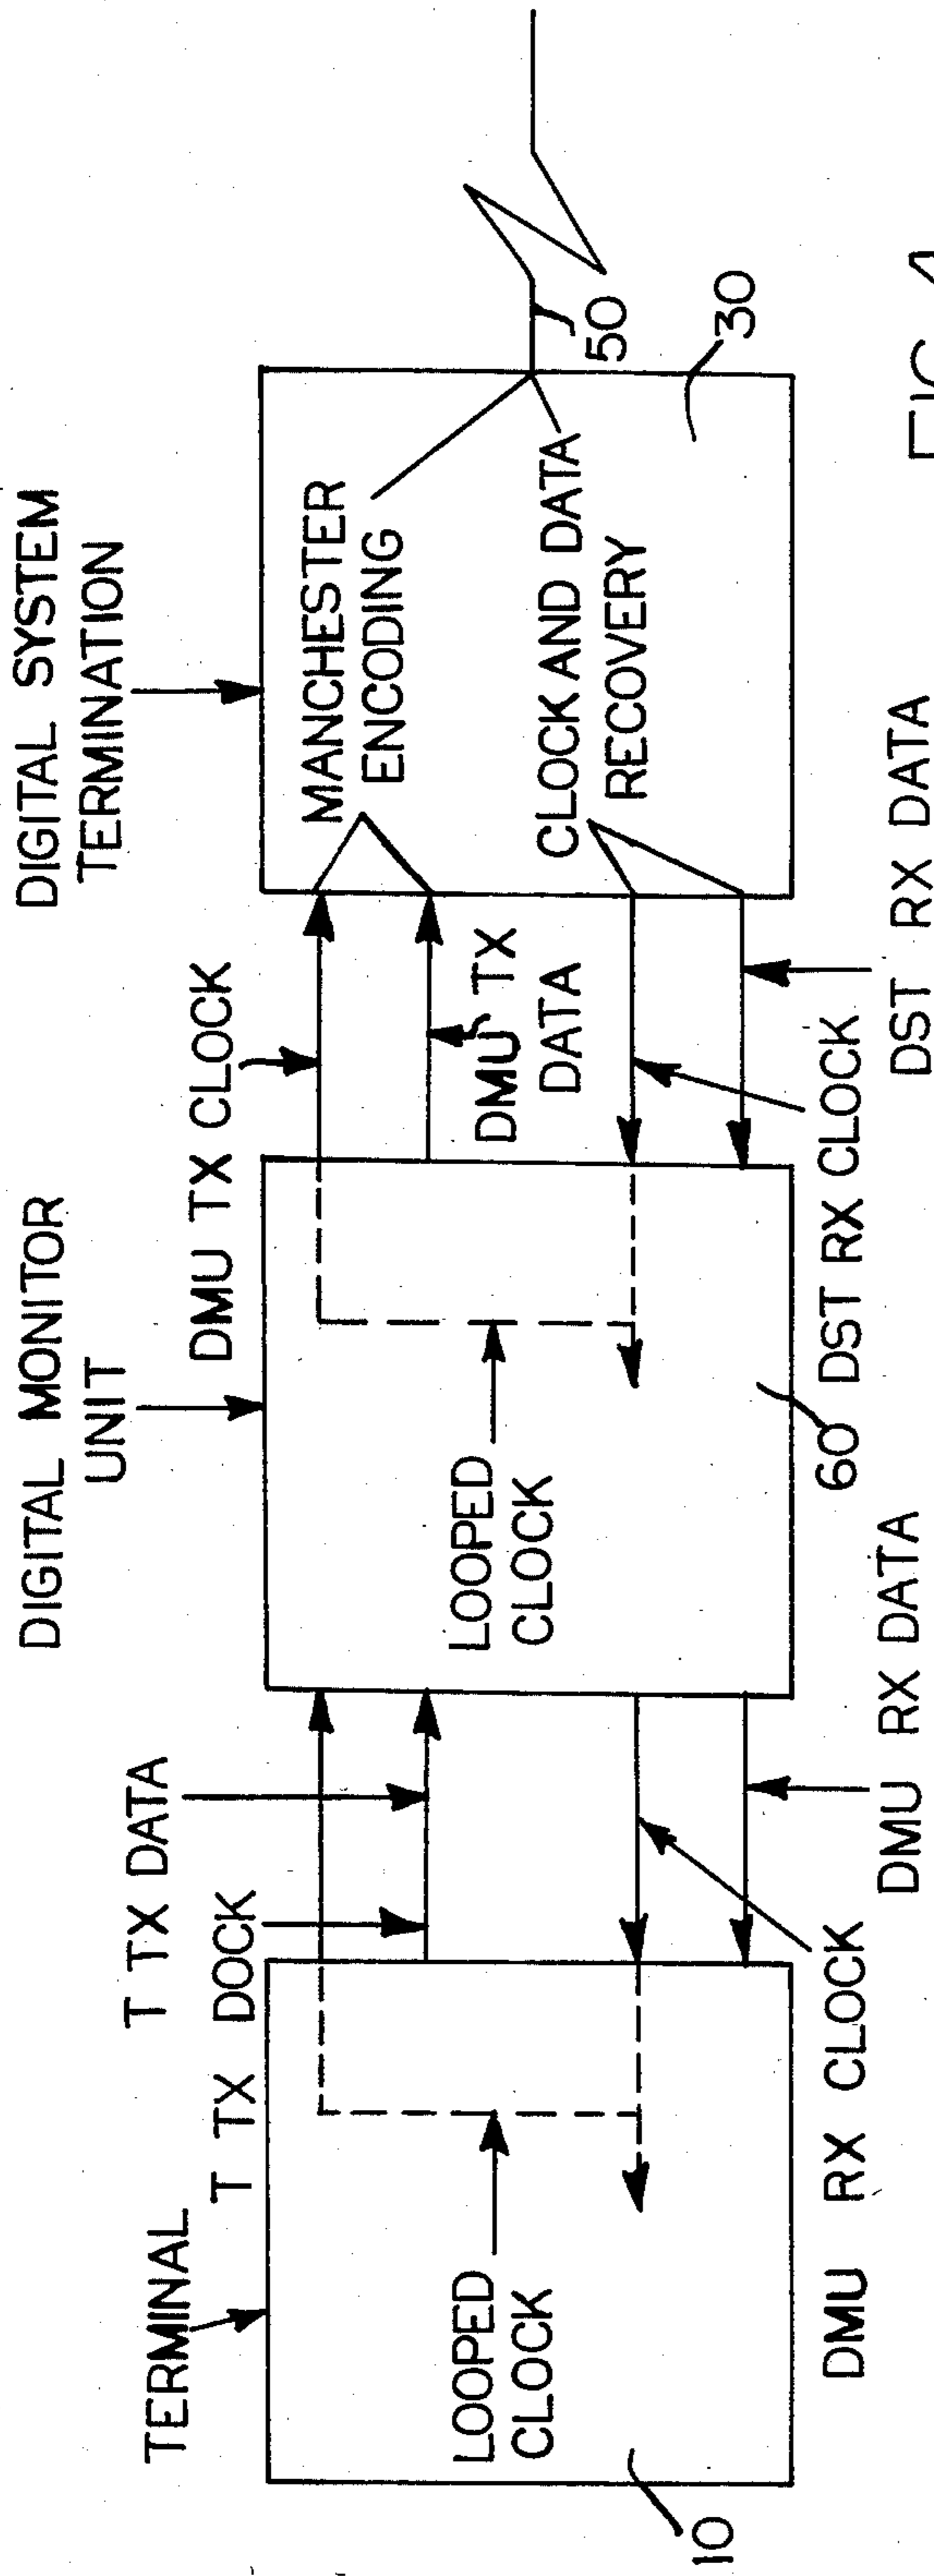 TERMINAL
T TX DATA
T TX DOCK
LOOPED
CLOCK
10
DMU RX CLOCK
DMU RX DATA
DIGITAL MONITOR
UNIT
LOOPED
CLOCK
60
DMU TX CLOCK
DMU TX
DATA
DST RX CLOCK
DST RX DATA
DIGITAL SYSTEM
TERMINATION
MANCHESTER
ENCODING
CLOCK AND DATA
RECOVERY
50
30